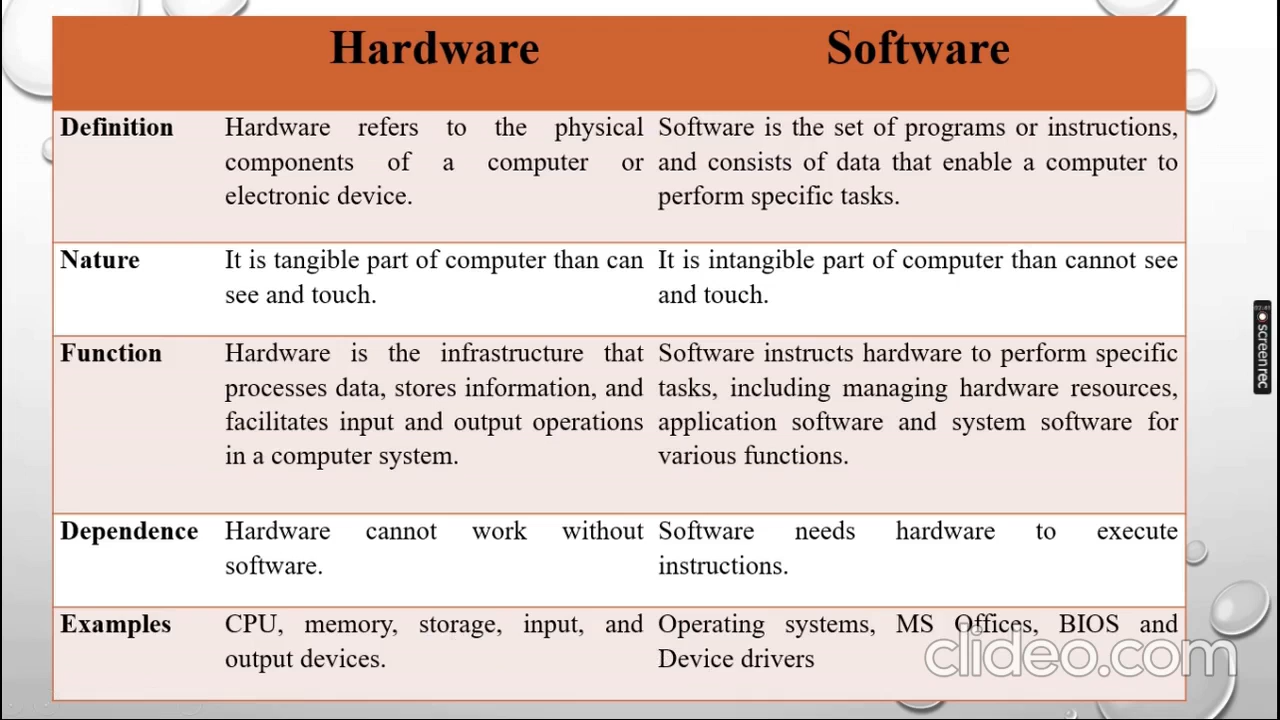 Hardware Software
Definition Hardware refers to the physical Software is the set of programs or instructions,
components of a computer or and consists of data that enable a computer to
electronic device. perform specific tasks.
Nature It is tangible part of computer than can It is intangible part of computer than cannot see
see and touch. and touch.
Function Hardware is the infrastructure that Software instructs hardware to perform specific
processes data, stores information, and tasks, including managing hardware resources,
facilitates input and output operations application software and system software for
in a computer system. various functions.
Dependence Hardware cannot work without Software needs hardware to execute
software. instructions.
Examples CPU, memory, storage, input, and Operating systems, MS Offices, BIOS and
output devices. Device drivers
clideo.com
screenrec